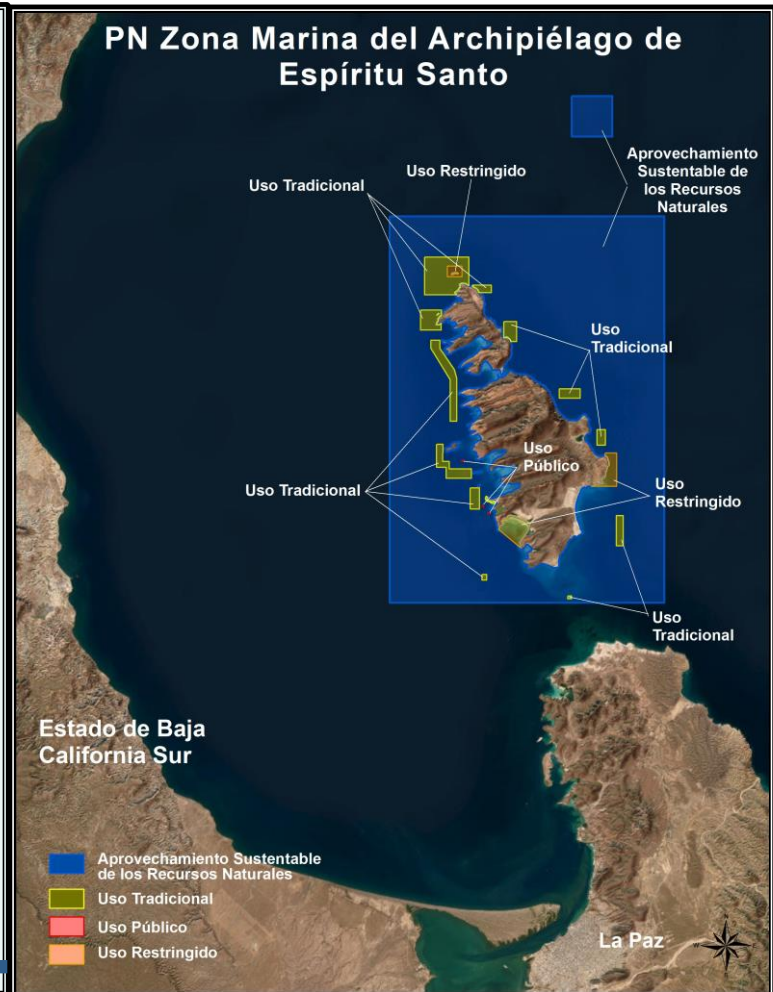 PN Zona Marina del Archipiélago de
Espíritu Santo
Aprovechamiento
Sustentable de
los Recursos
Naturales
Uso Restringido
Uso Tradicional
Uso
Tradicional
Uso
Público
Uso Tradicional
Uso
Restringido
Uso
Tradicional
Estado de Baja
California Sur
Aprovechamiento Sustentable
de los Recursos Naturales
Uso Tradicional
Uso Público
Uso Restringido
La Paz